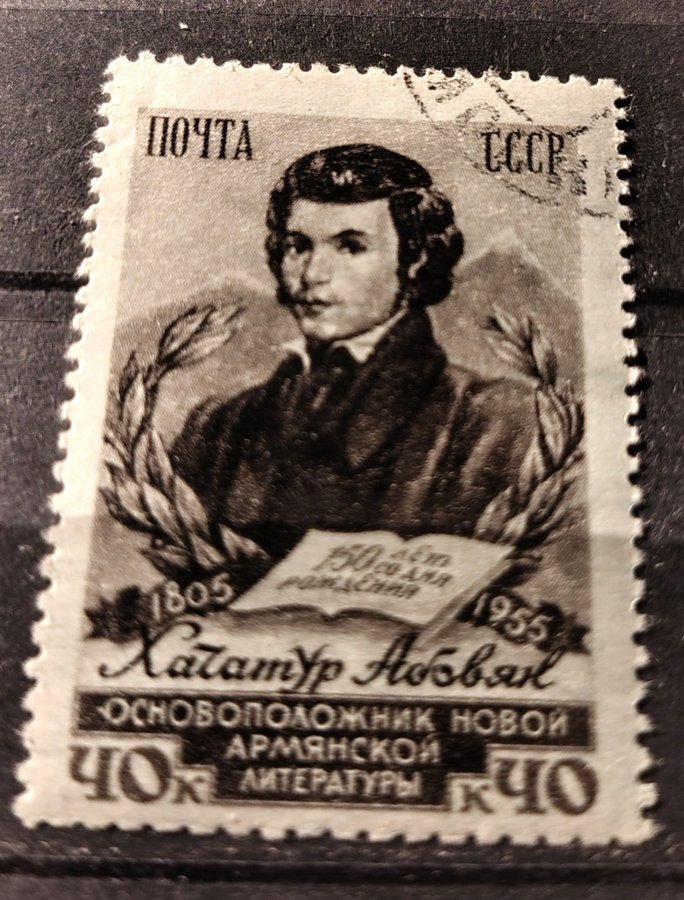 ПОЧТА СССР
150 лет
со дня
рождения
1805 1955
Хачатур Абовян
ОСНОВОПОЛОЖНИК НОВОЙ
АРМЯНСКОЙ
ЛИТЕРАТУРЫ
40к к40